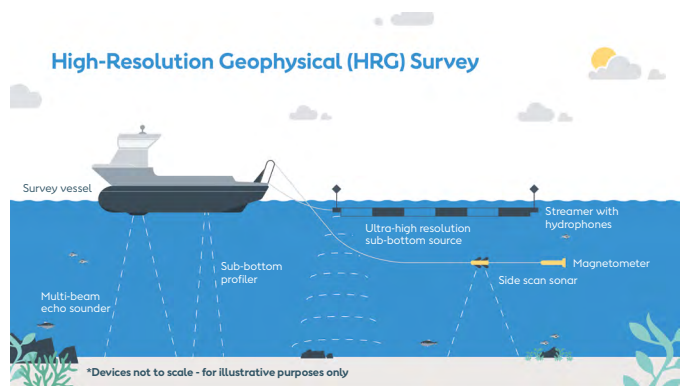 High-Resolution Geophysical (HRG) Survey
Survey vessel
Streamer with
hydrophones
Ultra-high resolution
sub-bottom source
Sub-bottom
profiler
Magnetometer
Side scan sonar
Multi-beam
echo sounder
*Devices not to scale - for illustrative purposes only